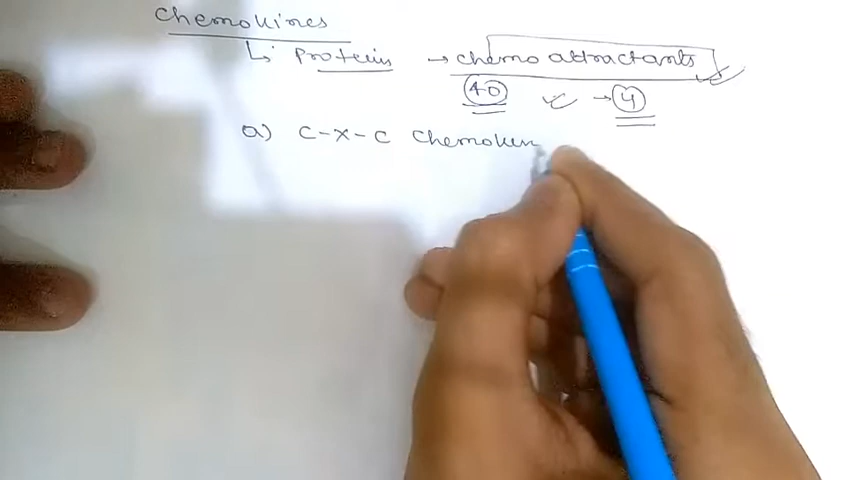 Chemokines
↳ Proteins → chemo attractants
40 ✓ → 4
a) C-X-C Chemoken